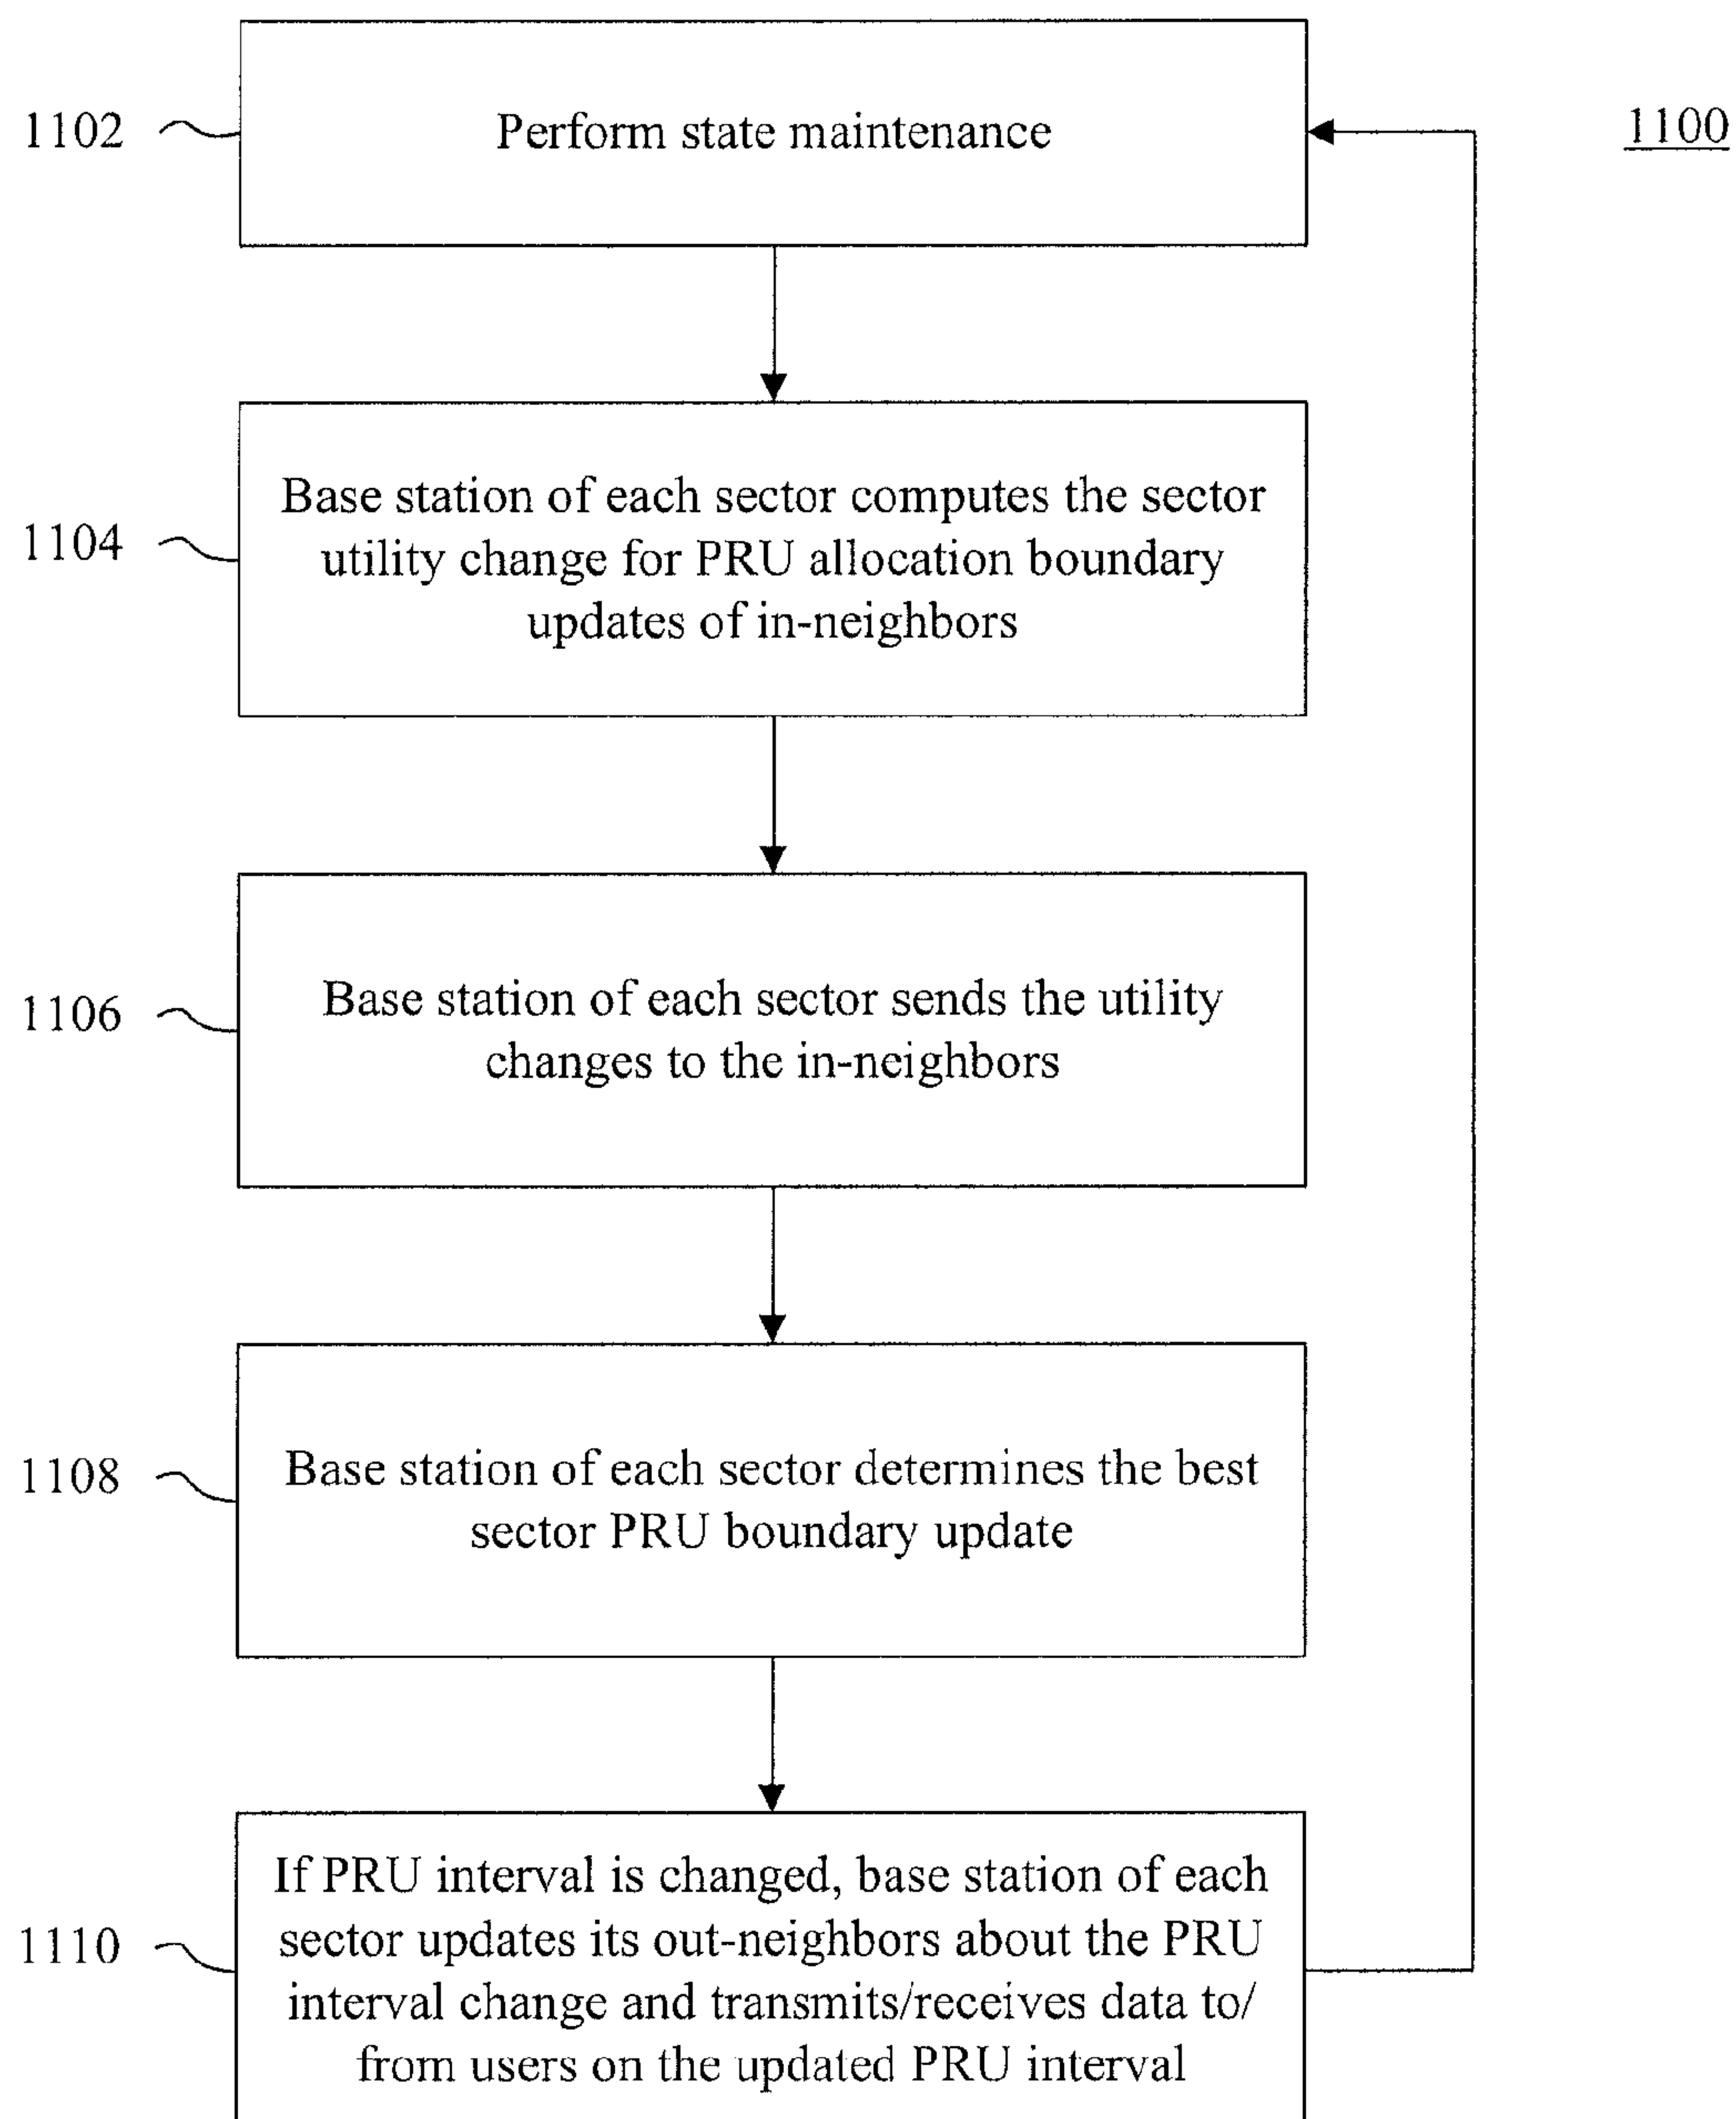 1100
1102
Perform state maintenance
1104
Base station of each sector computes the sector
utility change for PRU allocation boundary
updates of in-neighbors
1106
Base station of each sector sends the utility
changes to the in-neighbors
1108
Base station of each sector determines the best
sector PRU boundary update
1110
If PRU interval is changed, base station of each
sector updates its out-neighbors about the PRU
interval change and transmits/receives data to/
from users on the updated PRU interval